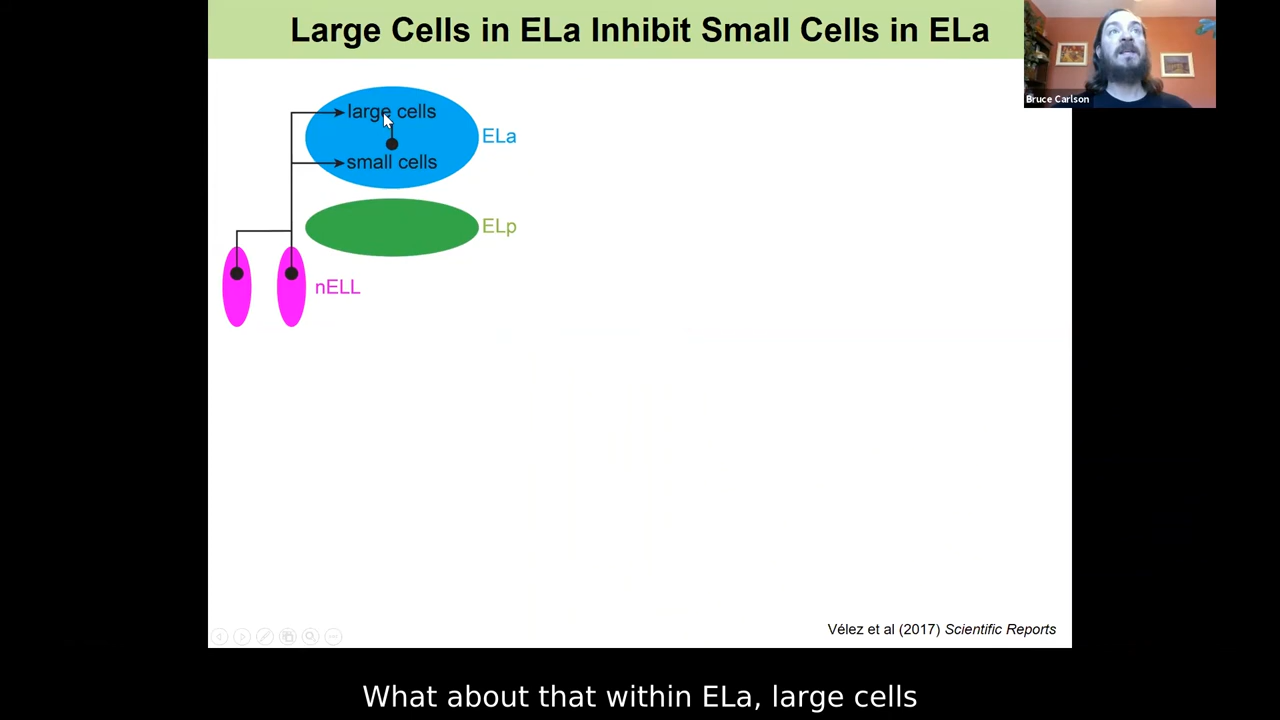 Large Cells in ELa Inhibit Small Cells in ELa
Bruce Carlson
large cells
ELa
small cells
ELp
nELL
Vélez et al (2017) Scientific Reports
What about that within ELa, large cells